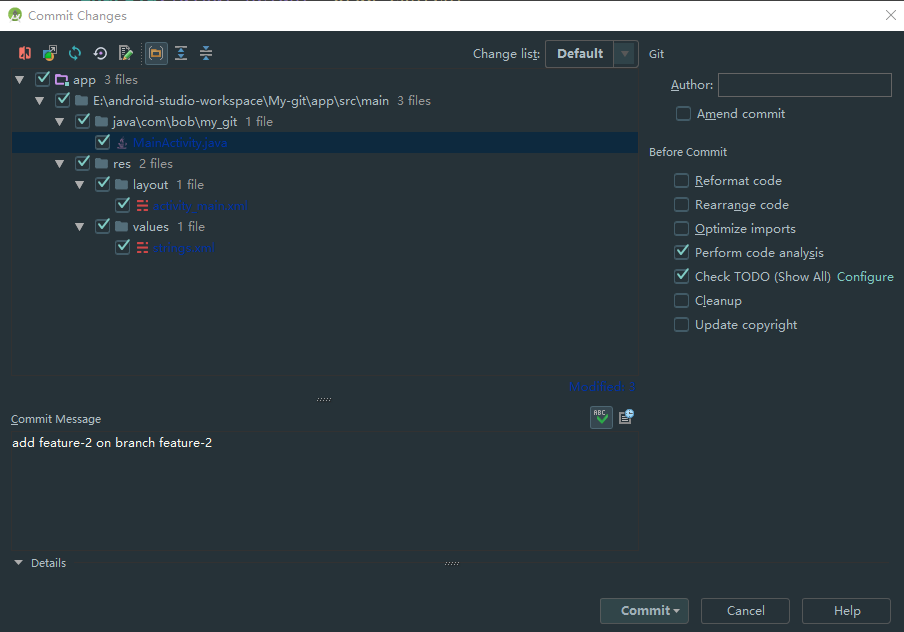 Commit Changes
Change list: Default
Git
app 3 files
E:\android-studio-workspace\My-git\app\src\main 3 files
java\com\bob\my_git 1 file
MainActivity.java
res 2 files
layout 1 file
activity_main.xml
values 1 file
strings.xml
Modified: 3
Author:
Amend commit
Before Commit
Reformat code
Rearrange code
Optimize imports
Perform code analysis
Check TODO (Show All) Configure
Cleanup
Update copyright
Commit Message
ABC
add feature-2 on branch feature-2
Details
Commit
Cancel
Help